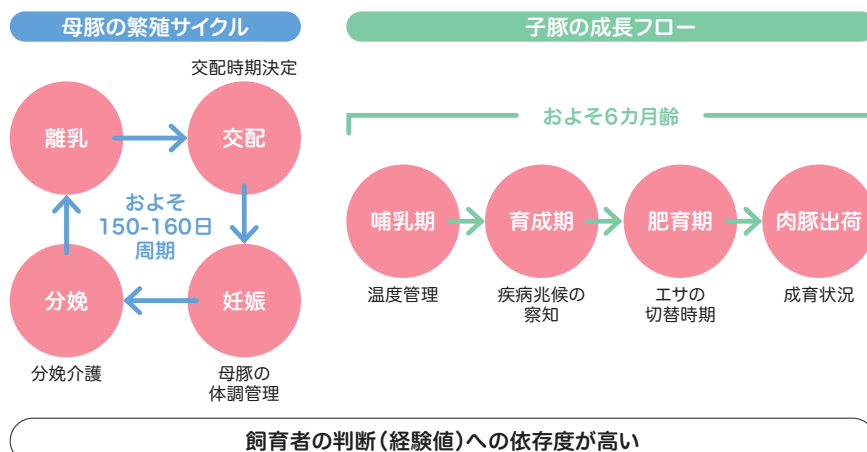 母豚の繁殖サイクル
交配時期決定
離乳
交配
およそ
150-160日
周期
分娩
妊娠
分娩介護
母豚の
体調管理
子豚の成長フロー
およそ6カ月齢
哺乳期
育成期
肥育期
肉豚出荷
温度管理
疾病兆候の
察知
エサの
切替時期
成育状況
飼育者の判断(経験値)への依存度が高い